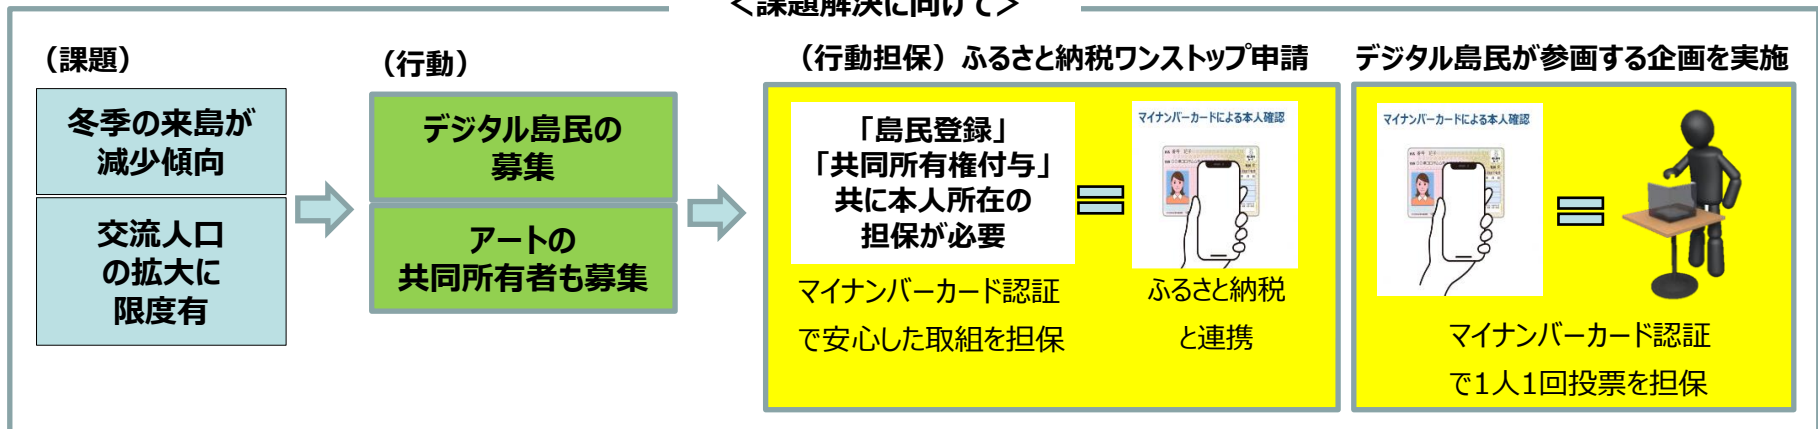 ＜課題解決に向けて＞
（課題）
冬季の来島が
減少傾向
交流人口
の拡大に
限度有
（行動）
デジタル島民の
募集
アートの
共同所有者も募集
（行動担保）ふるさと納税ワンストップ申請
「島民登録」
「共同所有権付与」
共に本人所在の
担保が必要
マイナンバーカード認証
で安心した取組を担保
マイナンバーカードによる本人確認
ふるさと納税
と連携
デジタル島民が参画する企画を実施
マイナンバーカードによる本人確認
マイナンバーカード認証
で1人1回投票を担保